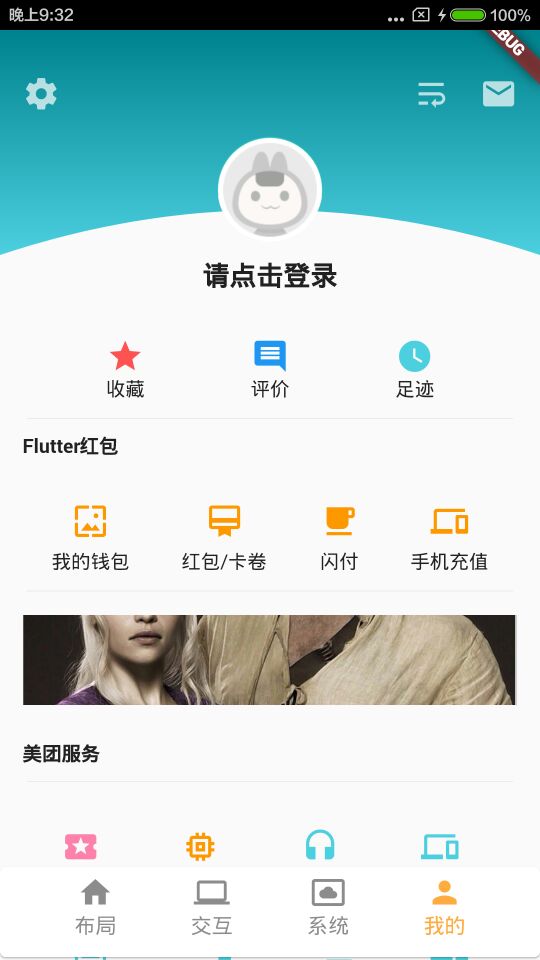 晚上9:32
100%
BUG
请点击登录
收藏 评价 足迹
Flutter红包
我的钱包 红包/卡卷 闪付 手机充值
美团服务
布局 交互 系统 我的